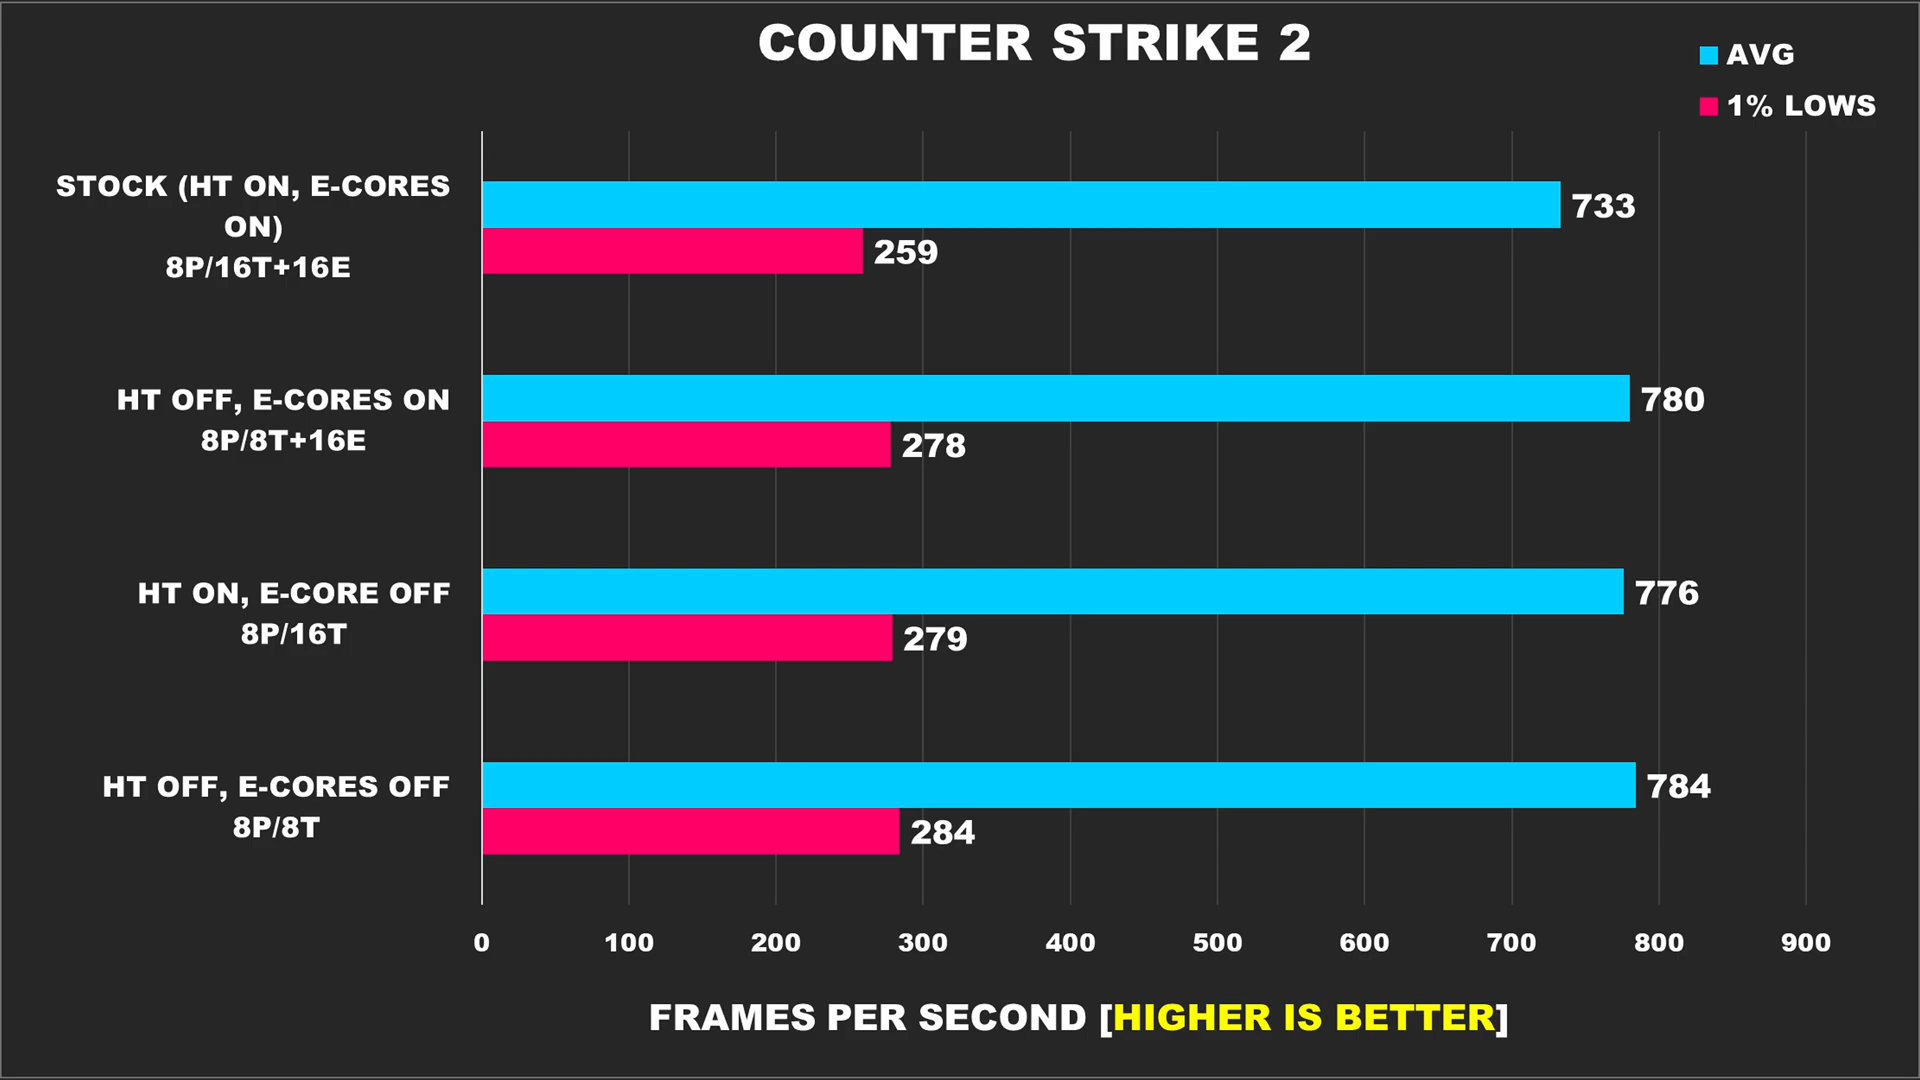 COUNTER STRIKE 2
AVG
1% LOWS
STOCK (HT ON, E-CORES
ON)
8P/16T+16E
733
259
HT OFF, E-CORES ON
8P/8T+16E
780
278
HT ON, E-CORE OFF
8P/16T
776
279
HT OFF, E-CORES OFF
8P/8T
784
284
0 100 200 300 400 500 600 700 800 900
FRAMES PER SECOND [HIGHER IS BETTER]